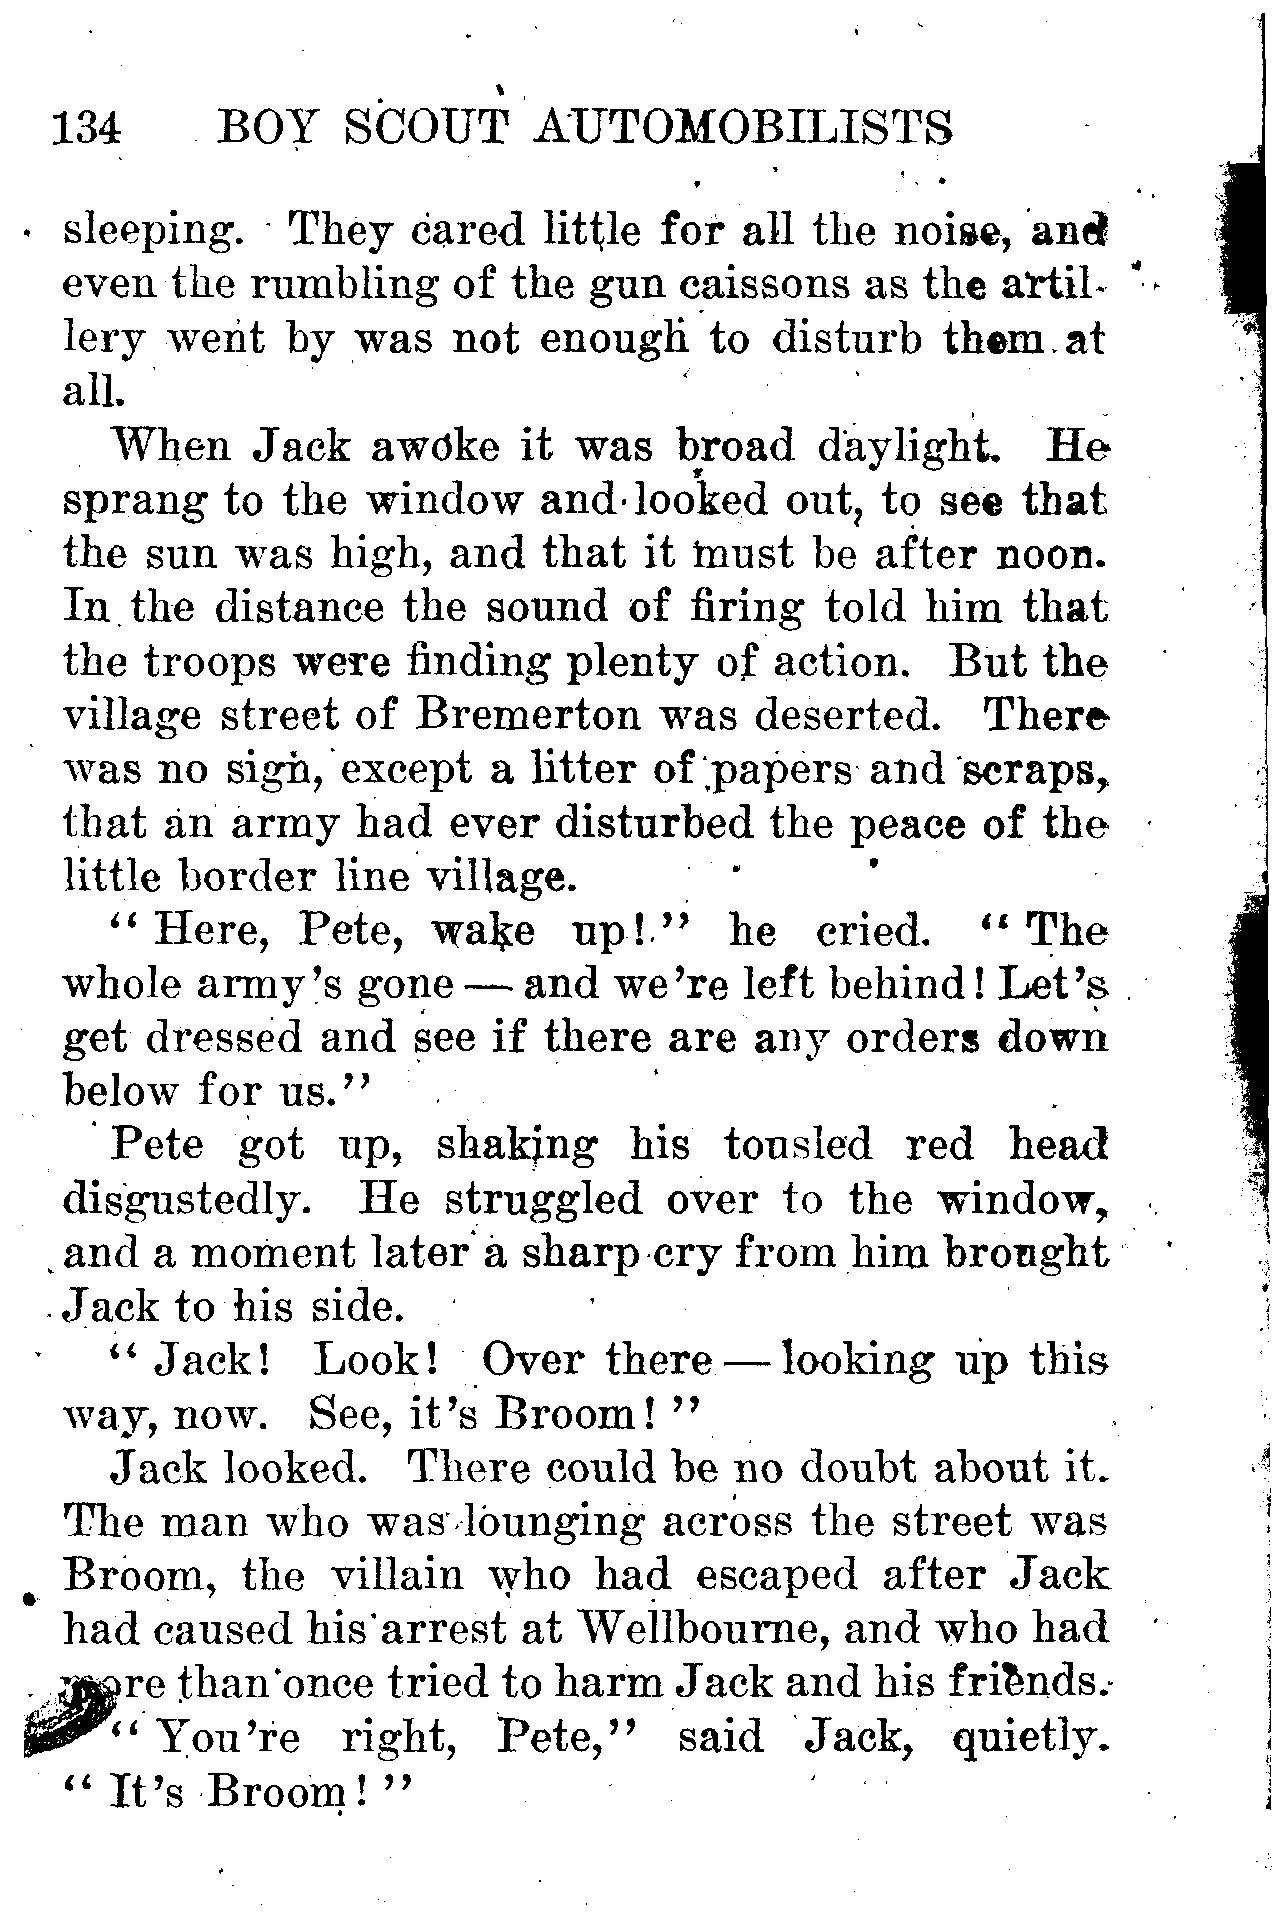 134 BOY SCOUT AUTOMOBILISTS
sleeping. They cared little for all the noise, and
even the rumbling of the gun caissons as the artil-
lery went by was not enough to disturb them at
all.
When Jack awoke it was broad daylight. He
sprang to the window and looked out, to see that
the sun was high, and that it must be after noon.
In the distance the sound of firing told him that
the troops were finding plenty of action. But the
village street of Bremerton was deserted. There
was no sign, except a litter of papers and scraps,
that an army had ever disturbed the peace of the
little border line village.
“Here, Pete, wake up!” he cried. “The
whole army's gone — and we're left behind! Let's
get dressed and see if there are any orders down
below for us.”
Pete got up, shaking his tousled red head
disgustedly. He struggled over to the window,
and a moment later a sharp cry from him brought
Jack to his side.
“Jack! Look! Over there — looking up this
way, now. See, it's Broom!”
Jack looked. There could be no doubt about it.
The man who was lounging across the street was
Broom, the villain who had escaped after Jack
had caused his arrest at Wellbourne, and who had
more than once tried to harm Jack and his friends.
“You're right, Pete,” said Jack, quietly.
“It's Broom!”